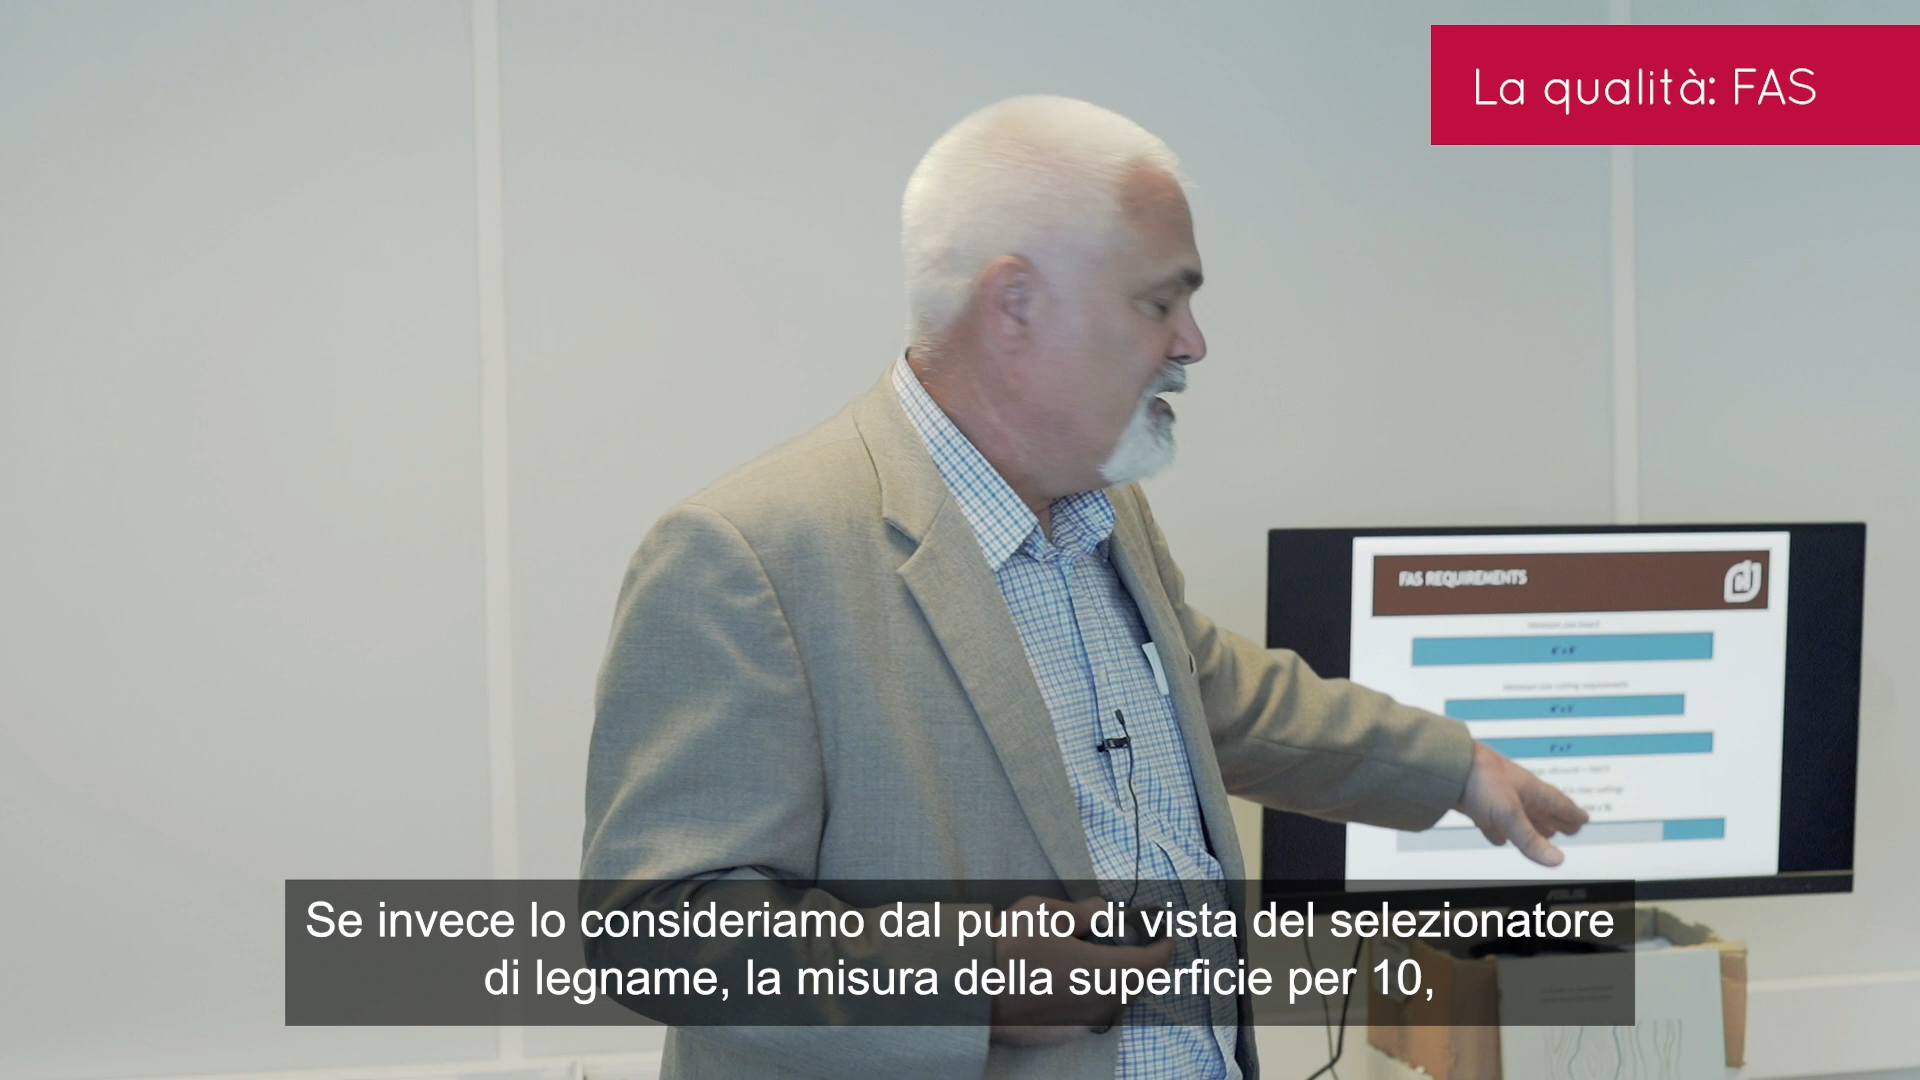 La qualità: FAS
FAS REQUIREMENTS
Se invece lo consideriamo dal punto di vista del selezionatore
di legname, la misura della superficie per 10,